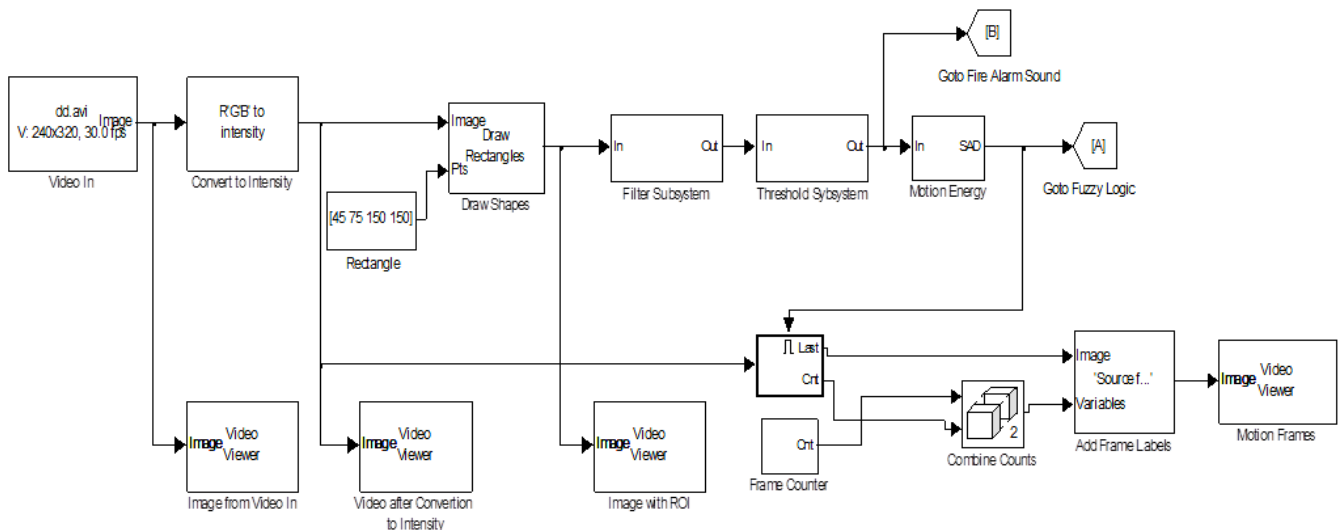 [B]
Goto Fire Alarm Sound
dd.avi
Image
V: 240x320, 30.0 fps
Video In
R'G'B' to
intensity
Convert to Intensity
Image
Draw
Rectangles
Pts
Draw Shapes
[45 75 150 150]
Rectangle
In
Out
Filter Subsystem
In
Out
Threshold Sybsystem
In
SAD
Motion Energy
[A]
Goto Fuzzy Logic
Last
Cnt
Cnt
Frame Counter
2
Combine Counts
Image
"Source f..."
Variables
Add Frame Labels
Image
Video
Viewer
Motion Frames
Image
Video
Viewer
Image from Video In
Image
Video
Viewer
Video after Convertion
to Intensity
Image
Video
Viewer
Image with ROI